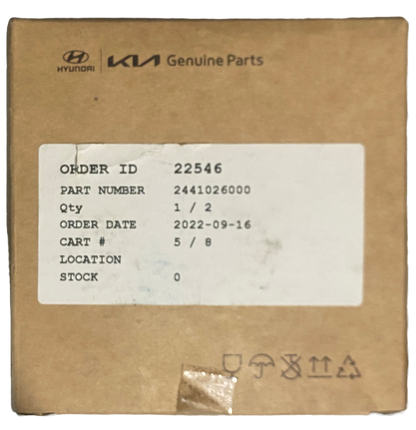 HYUNDAI KIA Genuine Parts
ORDER ID 22546
PART NUMBER 2441026000
Qty 1 / 2
ORDER DATE 2022-09-16
CART # 5 / 8
LOCATION
STOCK 0